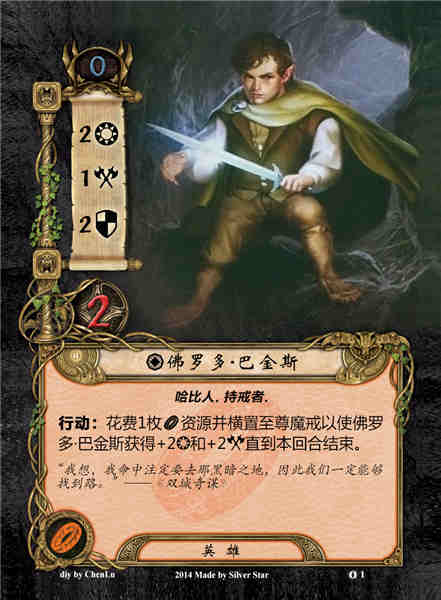 0
2
1
2
2
佛罗多·巴金斯
哈比人. 持戒者.
行动：花费1枚资源并横置至尊魔戒以使佛罗
多·巴金斯获得+2和+2直到本回合结束。
“我想，我命中注定要去那黑暗之地，因此我们一定能够
找到路。” ——《双城奇谋》
英 雄
diy by ChenLu
2014 Made by Silver Star
1